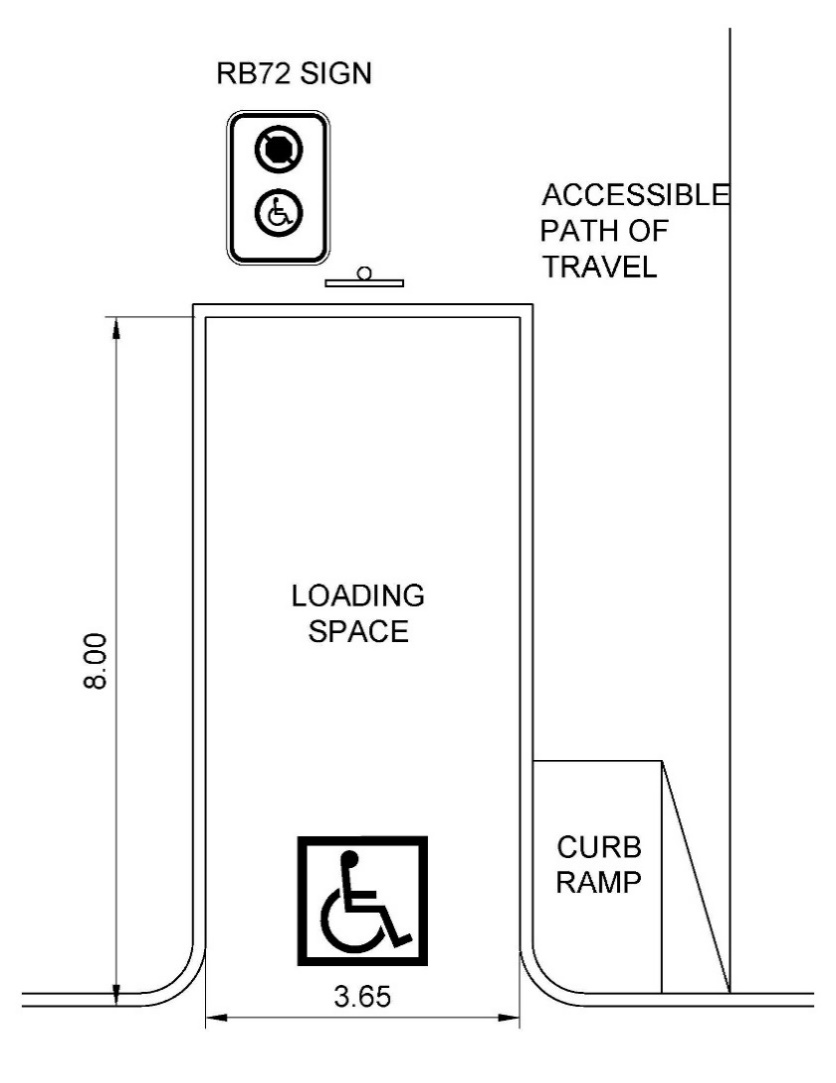 RB72 SIGN
ACCESSIBLE
PATH OF
TRAVEL
LOADING
SPACE
8.00
CURB
RAMP
3.65